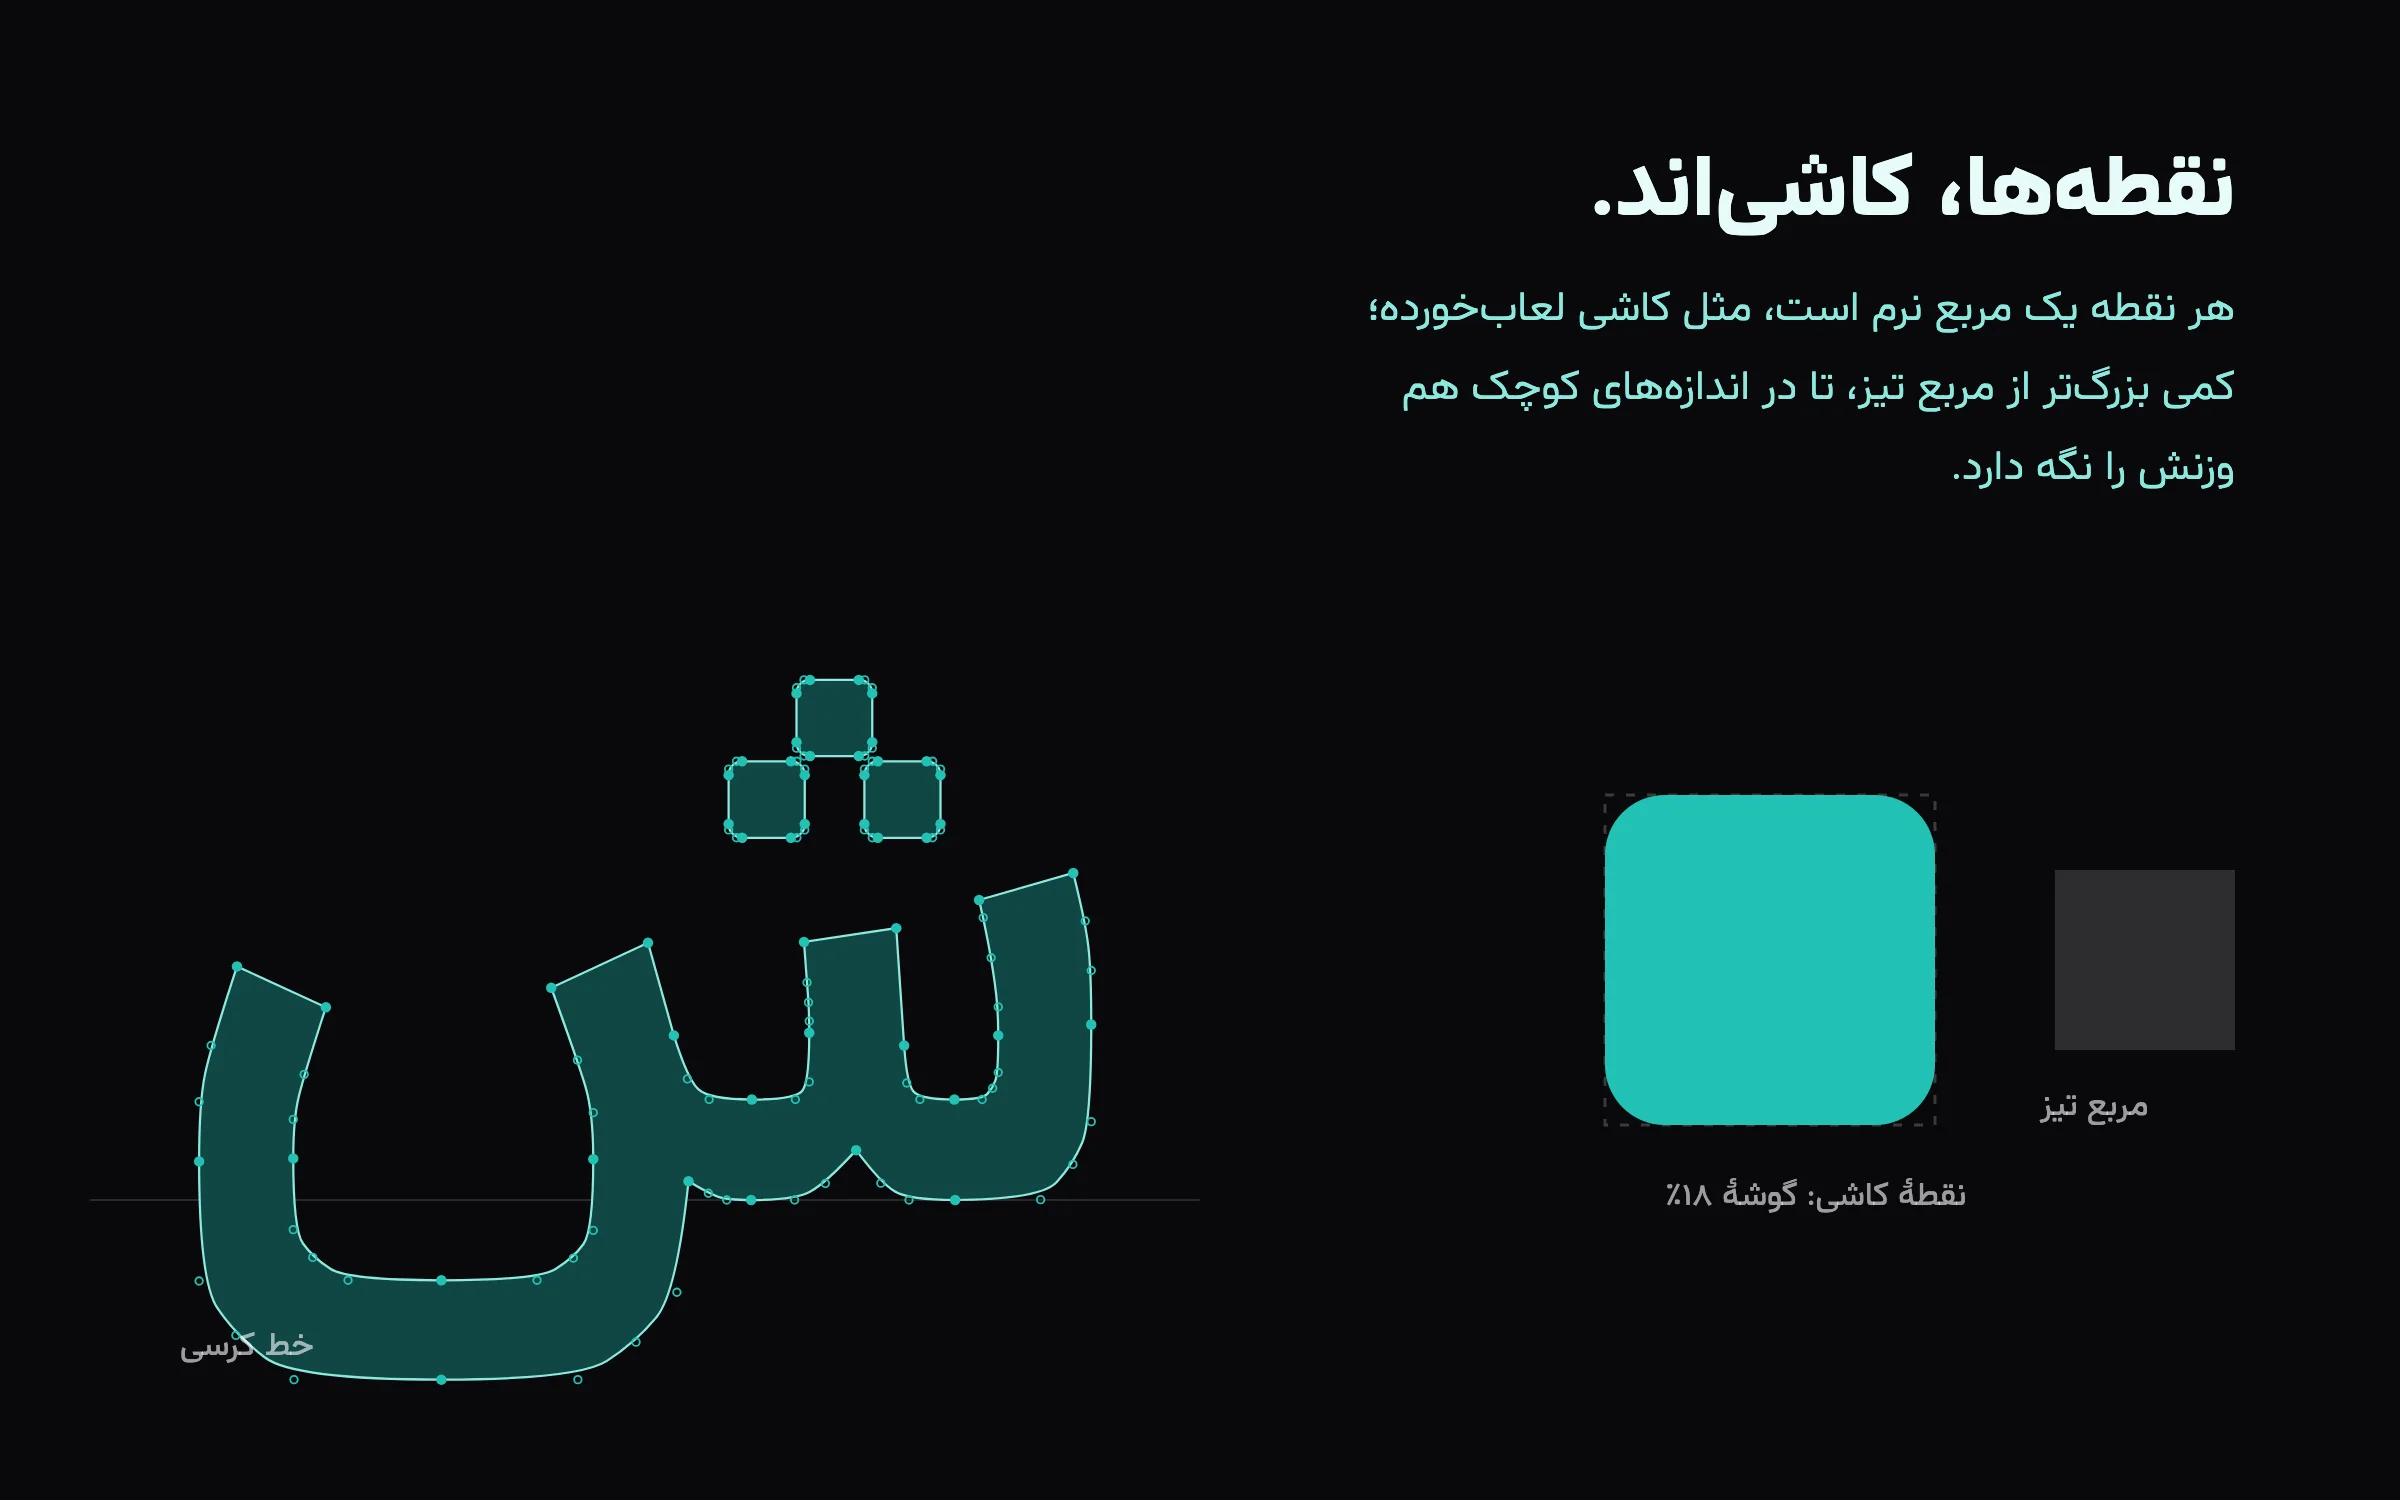 نقطه‌ها، کاشی‌اند.
هر نقطه یک مربع نرم است، مثل کاشی لعاب‌خورده؛
کمی بزرگ‌تر از مربع تیز، تا در اندازه‌های کوچک هم
وزنش را نگه دارد.
ش
مربع تیز
نقطهٔ کاشی: گوشهٔ ۱۸٪
خط کرسی